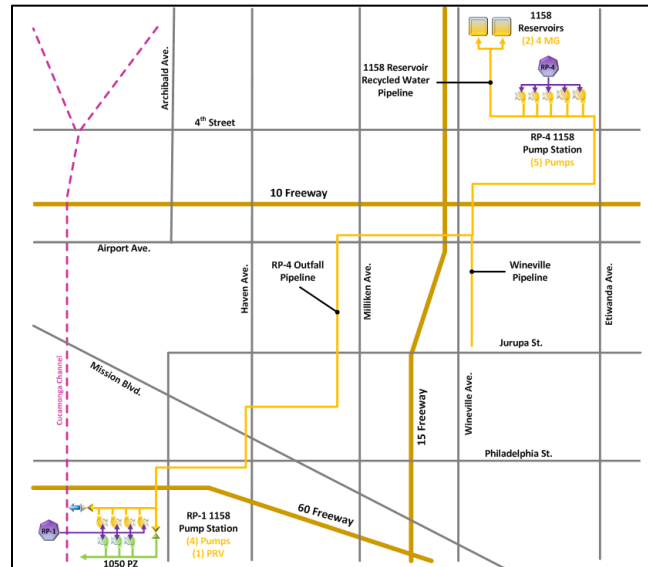 1158
Reservoirs
(2) 4 MG
Archibald Ave.
1158 Reservoir
Recycled Water
Pipeline
RP-4
4th Street
RP-4 1158
Pump Station
(5) Pumps
10 Freeway
Airport Ave.
RP-4 Outfall
Pipeline
Wineville
Pipeline
Haven Ave.
Milliken Ave.
Etiwanda Ave.
Jurupa St.
Cucamonga Channel
Mission Blvd.
15 Freeway
Wineville Ave.
Philadelphia St.
60 Freeway
RP-1
RP-1 1158
Pump Station
(4) Pumps
(1) PRV
1050 PZ